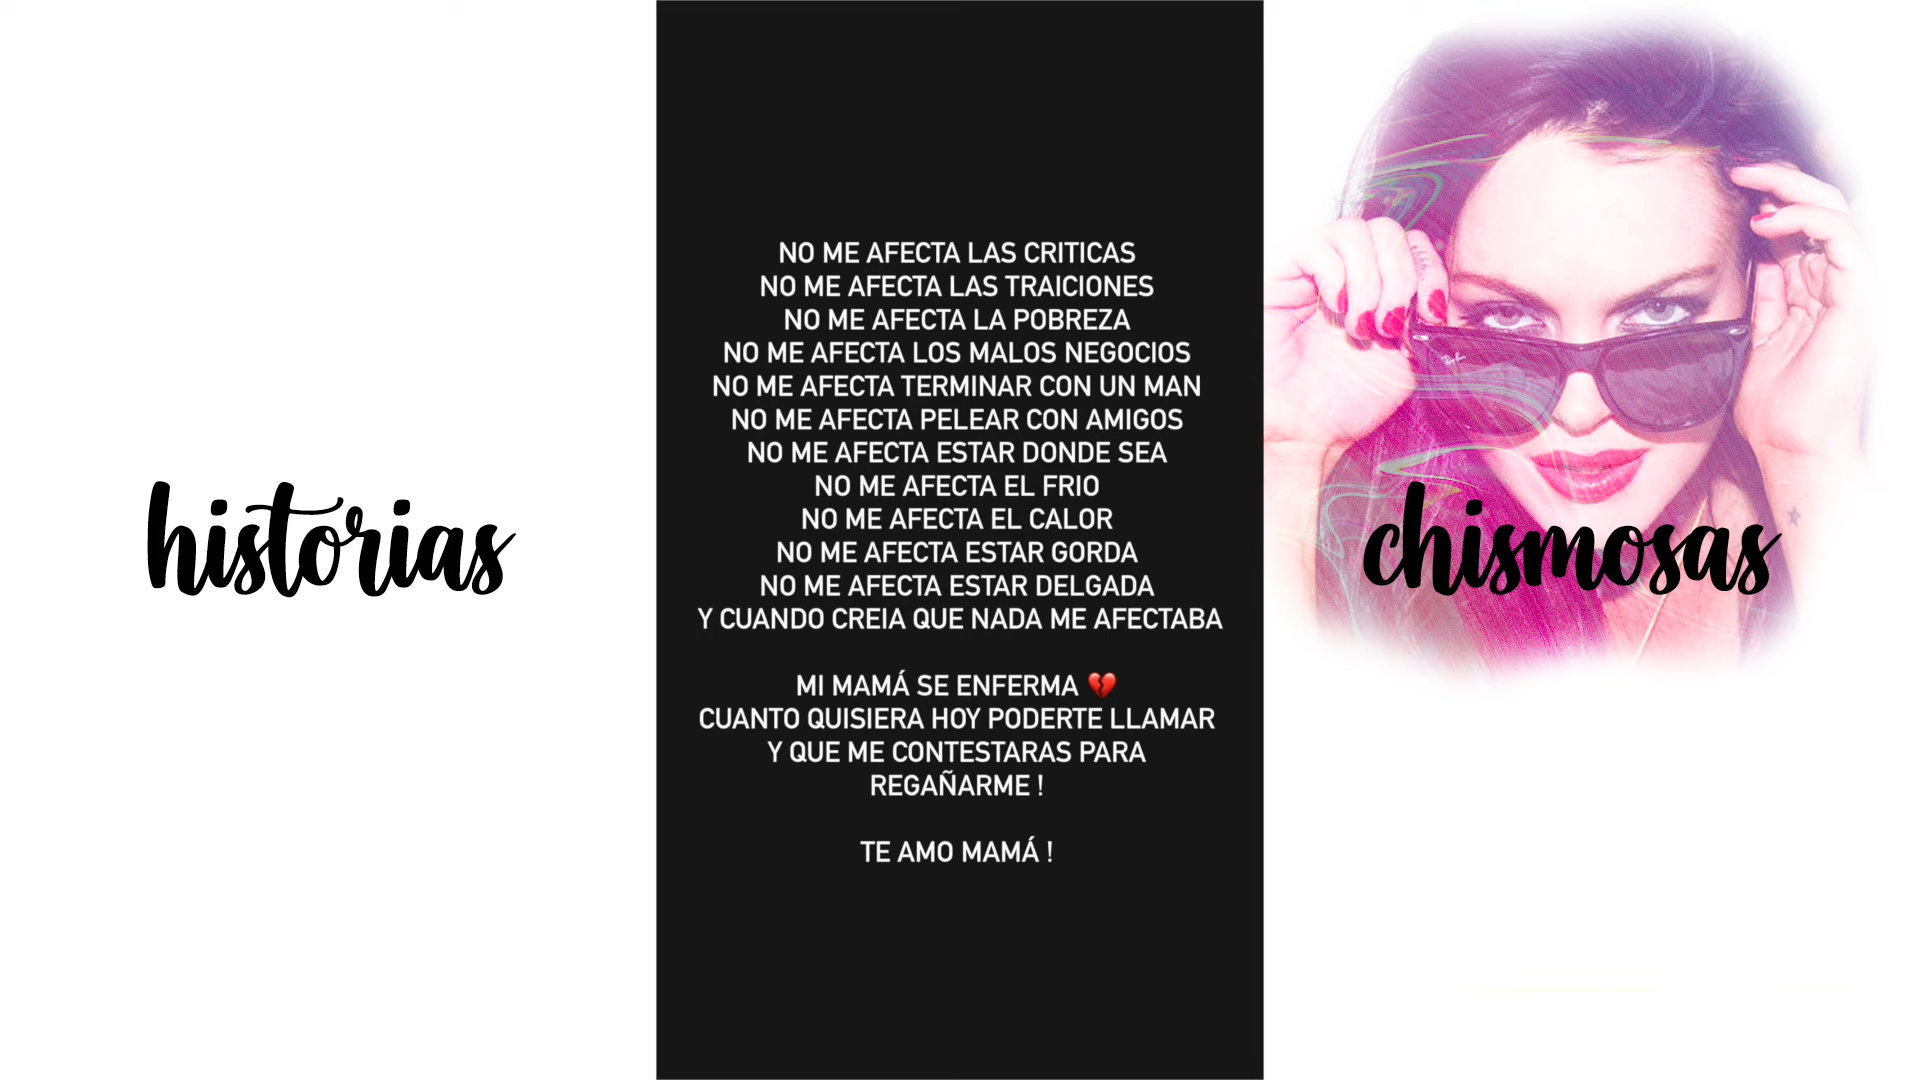 historias
NO ME AFECTA LAS CRITICAS
NO ME AFECTA LAS TRAICIONES
NO ME AFECTA LA POBREZA
NO ME AFECTA LOS MALOS NEGOCIOS
NO ME AFECTA TERMINAR CON UN MAN
NO ME AFECTA PELEAR CON AMIGOS
NO ME AFECTA ESTAR DONDE SEA
NO ME AFECTA EL FRIO
NO ME AFECTA EL CALOR
NO ME AFECTA ESTAR GORDA
NO ME AFECTA ESTAR DELGADA
Y CUANDO CREIA QUE NADA ME AFECTABA
MI MAMÁ SE ENFERMA 💔
CUANTO QUISIERA HOY PODERTE LLAMAR
Y QUE ME CONTESTARAS PARA
REGAÑARME !
TE AMO MAMÁ !
Ray-Ban
chismosas